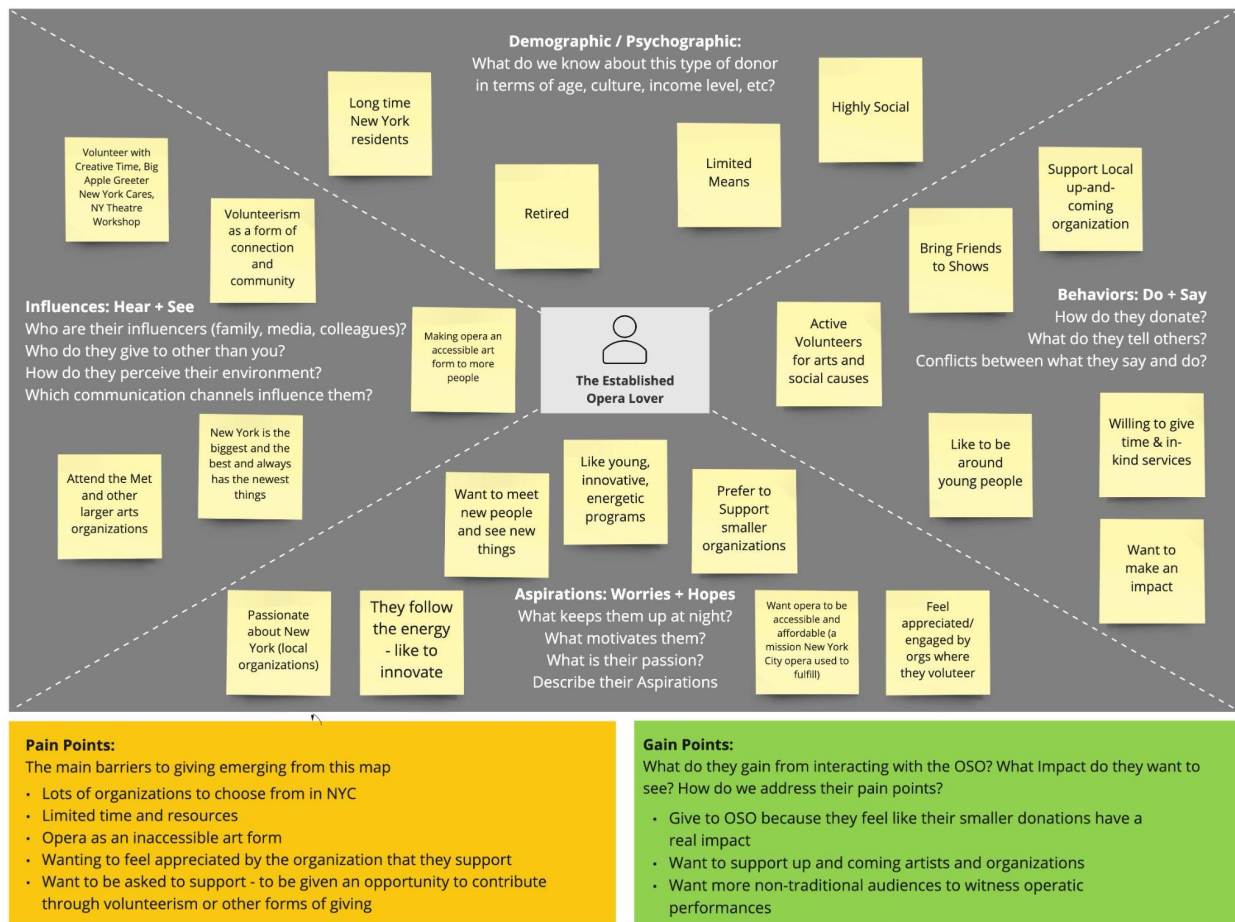 Demographic / Psychographic:
What do we know about this type of donor
in terms of age, culture, income level, etc?
Long time
New York
residents
Retired
Limited
Means
Highly Social
Volunteer with
Creative Time, Big
Apple Greeter
New York Cares,
NY Theatre
Workshop
Volunteerism
as a form of
connection
and
community
Influences: Hear + See
Who are their influencers (family, media, colleagues)?
Who do they give to other than you?
How do they perceive their environment?
Which communication channels influence them?
Making opera an
accessible art
form to more
people
Attend the Met
and other
larger arts
organizations
New York is the
biggest and the
best and always
has the newest
things
The Established
Opera Lover
Support Local
up-and-
coming
organization
Bring Friends
to Shows
Behaviors: Do + Say
How do they donate?
What do they tell others?
Conflicts between what they say and do?
Active
Volunteers
for arts and
social causes
Like to be
around
young people
Willing to give
time & in-
kind services
Want to
make an
impact
Want to meet
new people
and see new
things
Like young,
innovative,
energetic
programs
Prefer to
Support
smaller
organizations
Passionate
about New
York (local
organizations)
They follow
the energy
- like to
innovate
Aspirations: Worries + Hopes
What keeps them up at night?
What motivates them?
What is their passion?
Describe their Aspirations
Want opera to be
accessible and
affordable (a
mission New York
City opera used to
fulfill)
Feel
appreciated/
engaged by
orgs where
they voluteer
Pain Points:
The main barriers to giving emerging from this map
• Lots of organizations to choose from in NYC
• Limited time and resources
• Opera as an inaccessible art form
• Wanting to feel appreciated by the organization that they support
• Want to be asked to support - to be given an opportunity to contribute
through volunteerism or other forms of giving
Gain Points:
What do they gain from interacting with the OSO? What Impact do they want to
see? How do we address their pain points?
• Give to OSO because they feel like their smaller donations have a
real impact
• Want to support up and coming artists and organizations
• Want more non-traditional audiences to witness operatic
performances